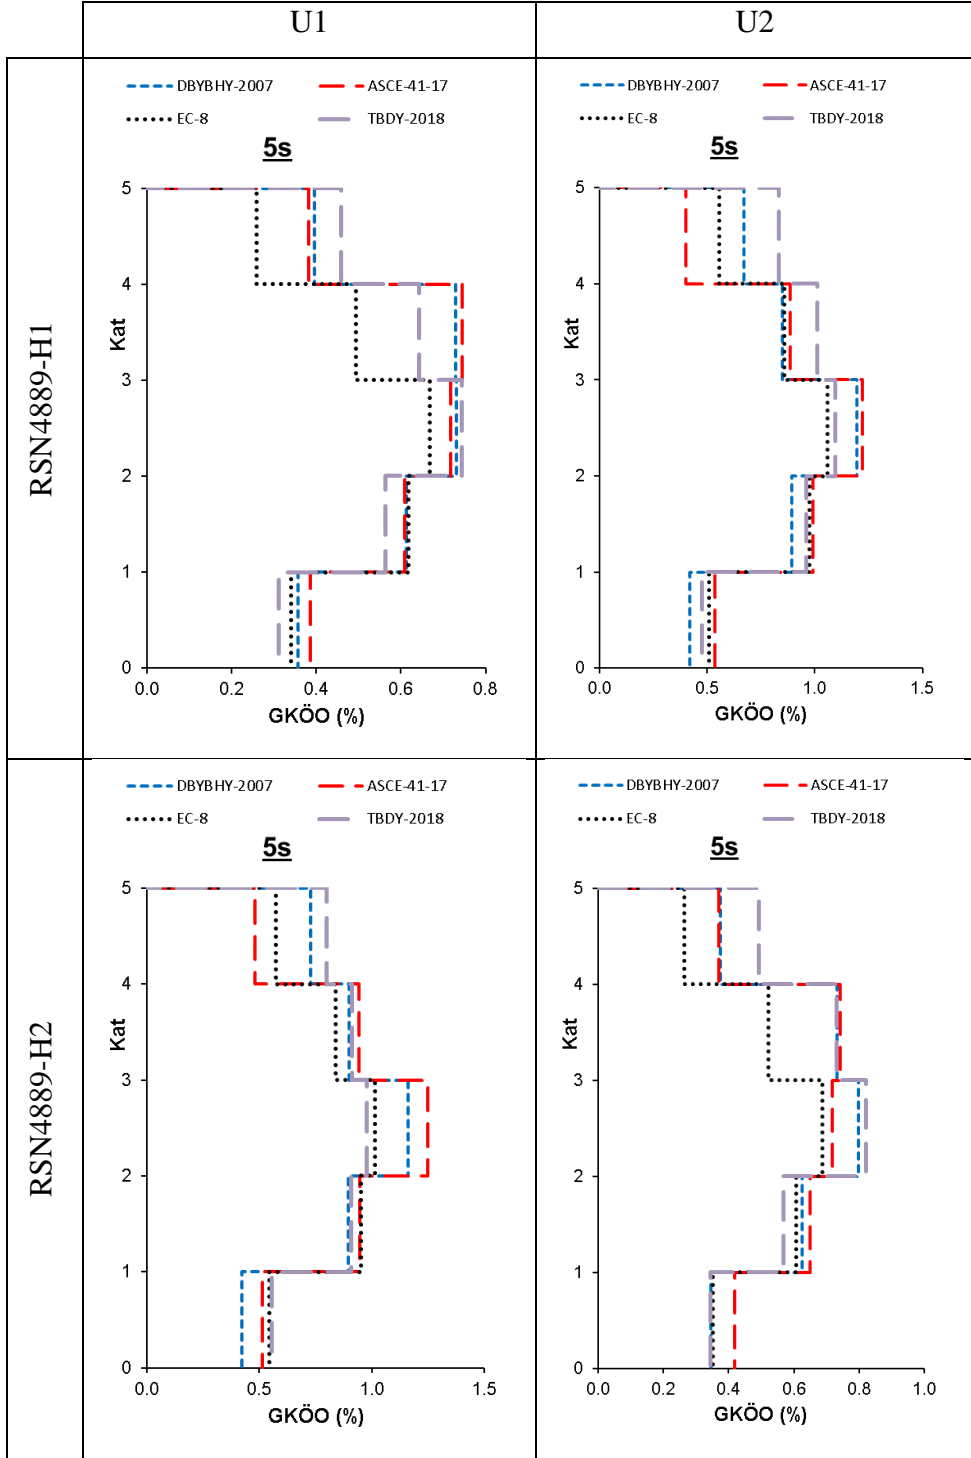 U1 U2
RSN4889-H1
DBYBHY-2007 ASCE-41-17
EC-8 TBDY-2018
5s
5
4
3
2
1
0
Kat
0.0 0.2 0.4 0.6 0.8
GKÖO (%)
DBYBHY-2007 ASCE-41-17
EC-8 TBDY-2018
5s
5
4
3
2
1
0
Kat
0.0 0.5 1.0 1.5
GKÖO (%)
RSN4889-H2
DBYBHY-2007 ASCE-41-17
EC-8 TBDY-2018
5s
5
4
3
2
1
0
Kat
0.0 0.5 1.0 1.5
GKÖO (%)
DBYBHY-2007 ASCE-41-17
EC-8 TBDY-2018
5s
5
4
3
2
1
0
Kat
0.0 0.2 0.4 0.6 0.8 1.0
GKÖO (%)